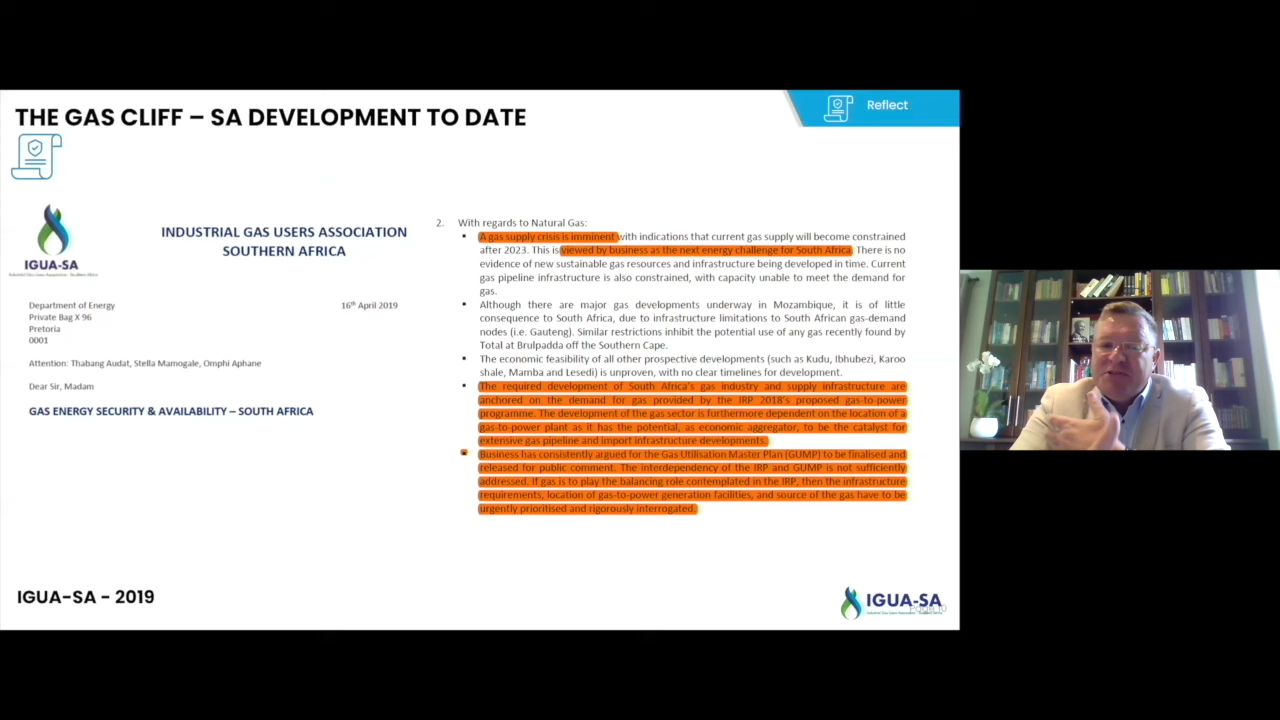 THE GAS CLIFF – SA DEVELOPMENT TO DATE
Reflect
IGUA-SA
INDUSTRIAL GAS USERS ASSOCIATION
SOUTHERN AFRICA
Department of Energy
16th April 2019
Private Bag X 96
Pretoria
0001
Attention: Thabang Audat, Stella Mamogale, Omphi Aphane
Dear Sir, Madam
GAS ENERGY SECURITY & AVAILABILITY – SOUTH AFRICA
2. With regards to Natural Gas:
▪ A gas supply crisis is imminent with indications that current gas supply will become constrained
after 2023. This is viewed by business as the next energy challenge for South Africa. There is no
evidence of new sustainable gas resources and infrastructure being developed in time. Current
gas pipeline infrastructure is also constrained, with capacity unable to meet the demand for
gas.
▪ Although there are major gas developments underway in Mozambique, it is of little
consequence to South Africa, due to infrastructure limitations to South African gas-demand
nodes (i.e. Gauteng). Similar restrictions inhibit the potential use of any gas recently found by
Total at Brulpadda off the Southern Cape.
▪ The economic feasibility of all other prospective developments (such as Kudu, Ibhubezi, Karoo
shale, Mamba and Lesedi) is unproven, with no clear timelines for development.
▪ The required development of South Africa's gas industry and supply infrastructure are
anchored on the demand for gas provided by the IRP 2018's proposed gas-to-power
programme. The development of the gas sector is furthermore dependent on the location of a
gas-to-power plant as it has the potential, as economic aggregator, to be the catalyst for
extensive gas pipeline and import infrastructure developments.
▪ Business has consistently argued for the Gas Utilisation Master Plan (GUMP) to be finalised and
released for public comment. The interdependency of the IRP and GUMP is not sufficiently
addressed. If gas is to play the balancing role contemplated in the IRP, then the infrastructure
requirements, location of gas-to-power generation facilities, and source of the gas have to be
urgently prioritised and rigorously interrogated.
IGUA-SA - 2019
IGUA-SA